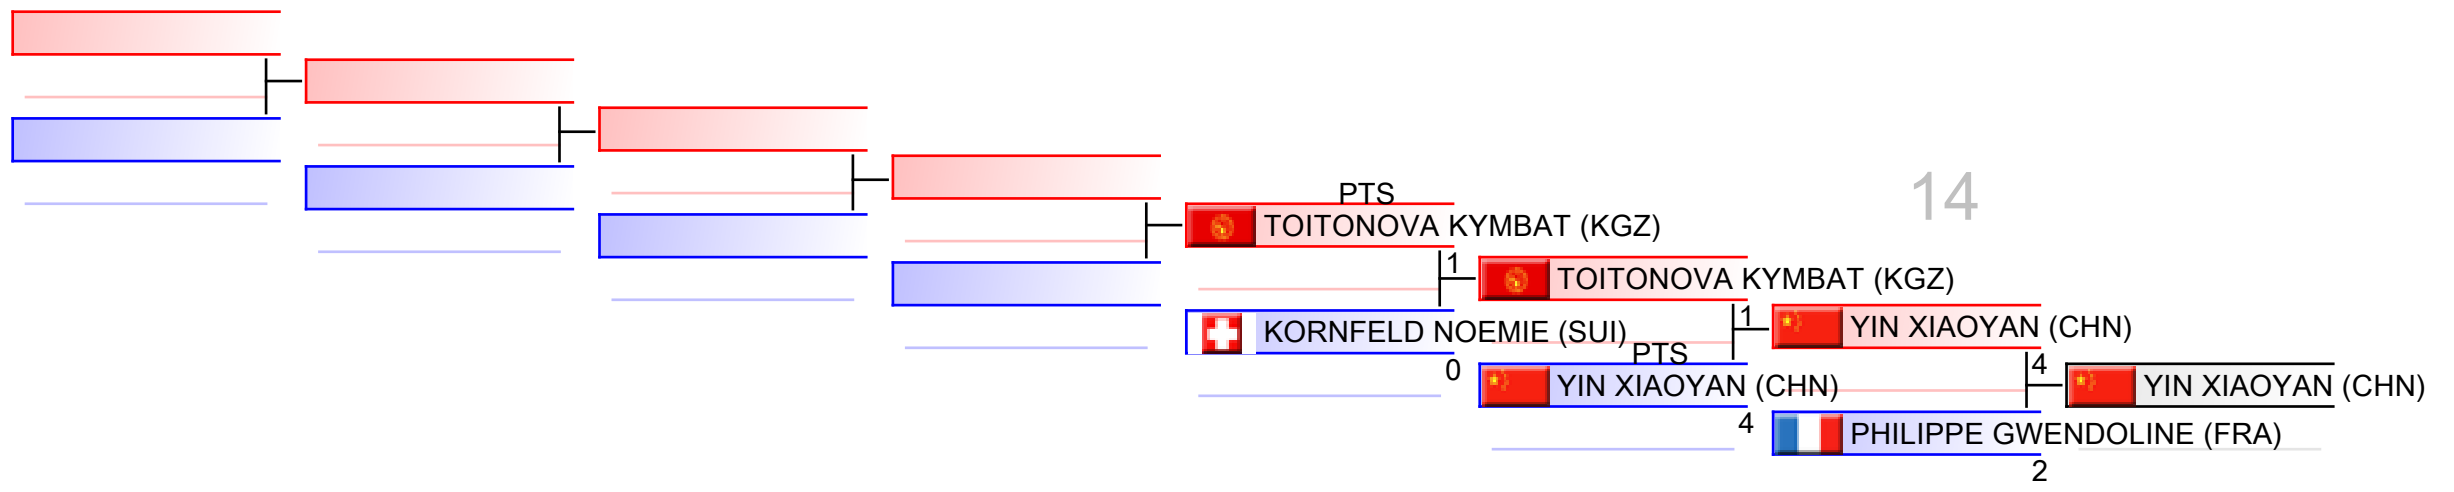 PTS
14
TOITONOVA KYMBAT (KGZ)
1
TOITONOVA KYMBAT (KGZ)
KORNFELD NOEMIE (SUI)
0
1
YIN XIAOYAN (CHN)
PTS
YIN XIAOYAN (CHN)
4
4
YIN XIAOYAN (CHN)
PHILIPPE GWENDOLINE (FRA)
2